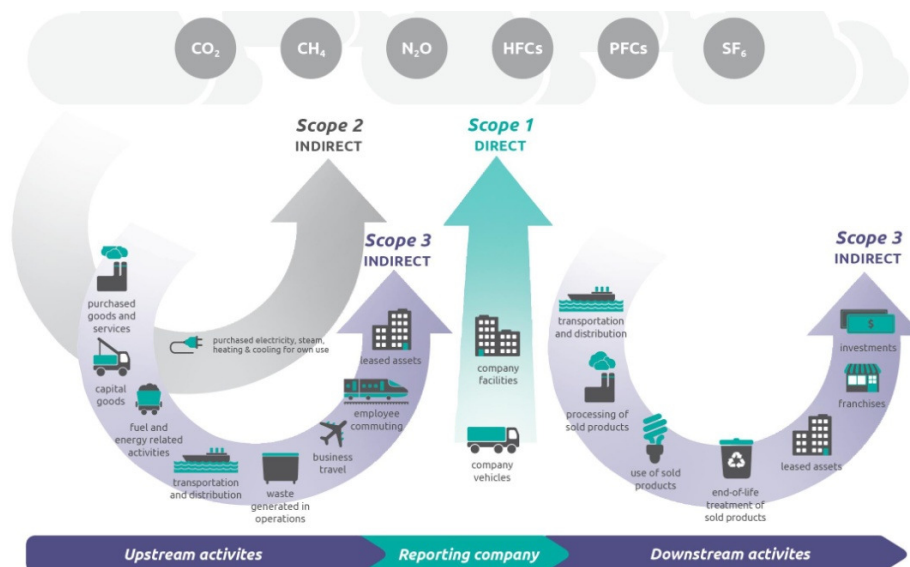 CO₂
CH₄
N₂O
HFCs
PFCs
SF₆
Scope 2
INDIRECT
Scope 1
DIRECT
Scope 3
INDIRECT
Scope 3
INDIRECT
purchased
goods and
services
capital
goods
fuel and
energy related
activities
transportation
and distribution
waste
generated in
operations
business
travel
employee
commuting
leased assets
purchased electricity, steam,
heating & cooling for own use
company
facilities
company
vehicles
transportation
and distribution
processing of
sold products
use of sold
products
end-of-life
treatment of
sold products
leased assets
franchises
investments
$
Upstream activites
Reporting company
Downstream activites